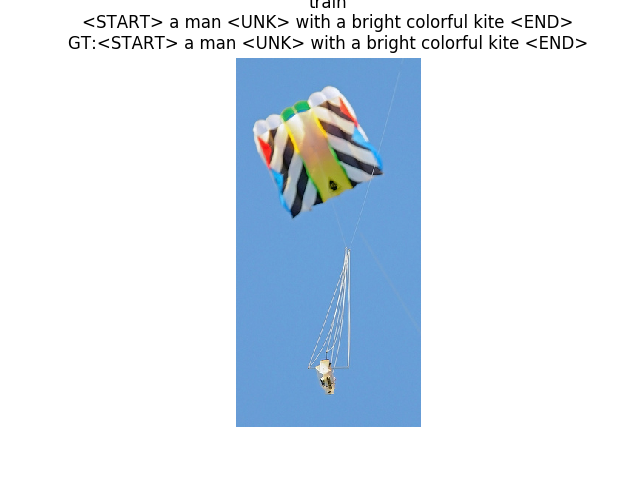 train
<START> a man <UNK> with a bright colorful kite <END>
GT:<START> a man <UNK> with a bright colorful kite <END>